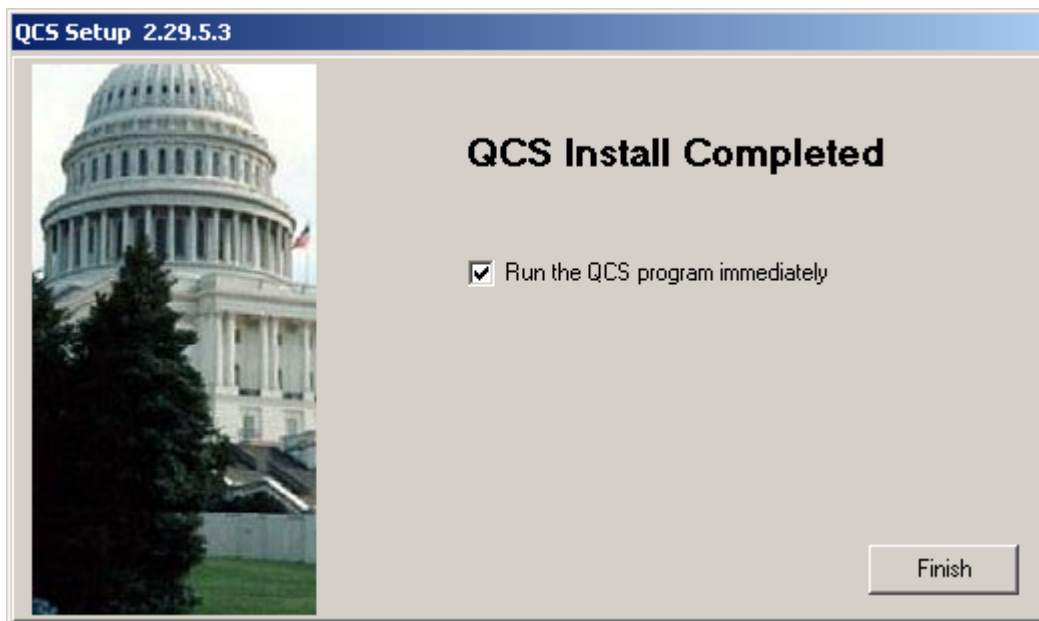 QCS Setup 2.29.5.3
QCS Install Completed
Run the QCS program immediately
Finish